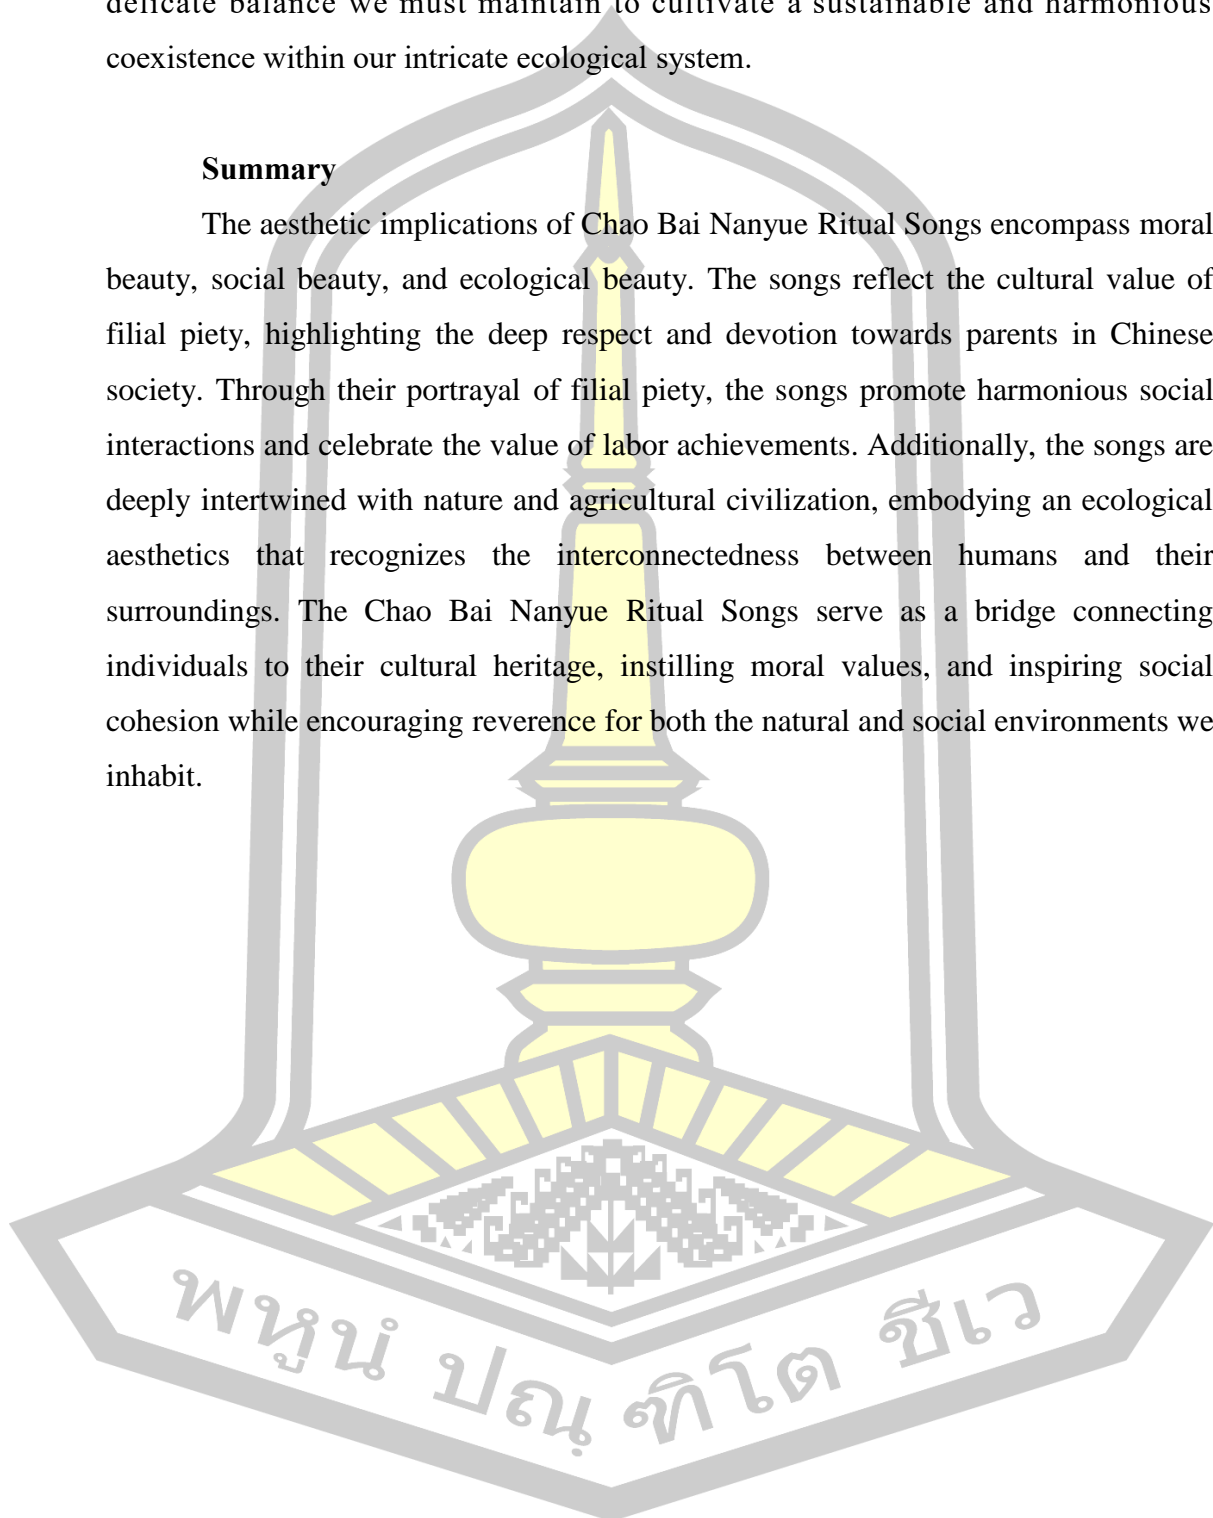 delicate balance we must maintain to cultivate a sustainable and harmonious
coexistence within our intricate ecological system.
Summary
The aesthetic implications of Chao Bai Nanyue Ritual Songs encompass moral
beauty, social beauty, and ecological beauty. The songs reflect the cultural value of
filial piety, highlighting the deep respect and devotion towards parents in Chinese
society. Through their portrayal of filial piety, the songs promote harmonious social
interactions and celebrate the value of labor achievements. Additionally, the songs are
deeply intertwined with nature and agricultural civilization, embodying an ecological
aesthetics that recognizes the interconnectedness between humans and their
surroundings. The Chao Bai Nanyue Ritual Songs serve as a bridge connecting
individuals to their cultural heritage, instilling moral values, and inspiring social
cohesion while encouraging reverence for both the natural and social environments we
inhabit.
พหูนํ ปณฺ ฑิโต ชีเว